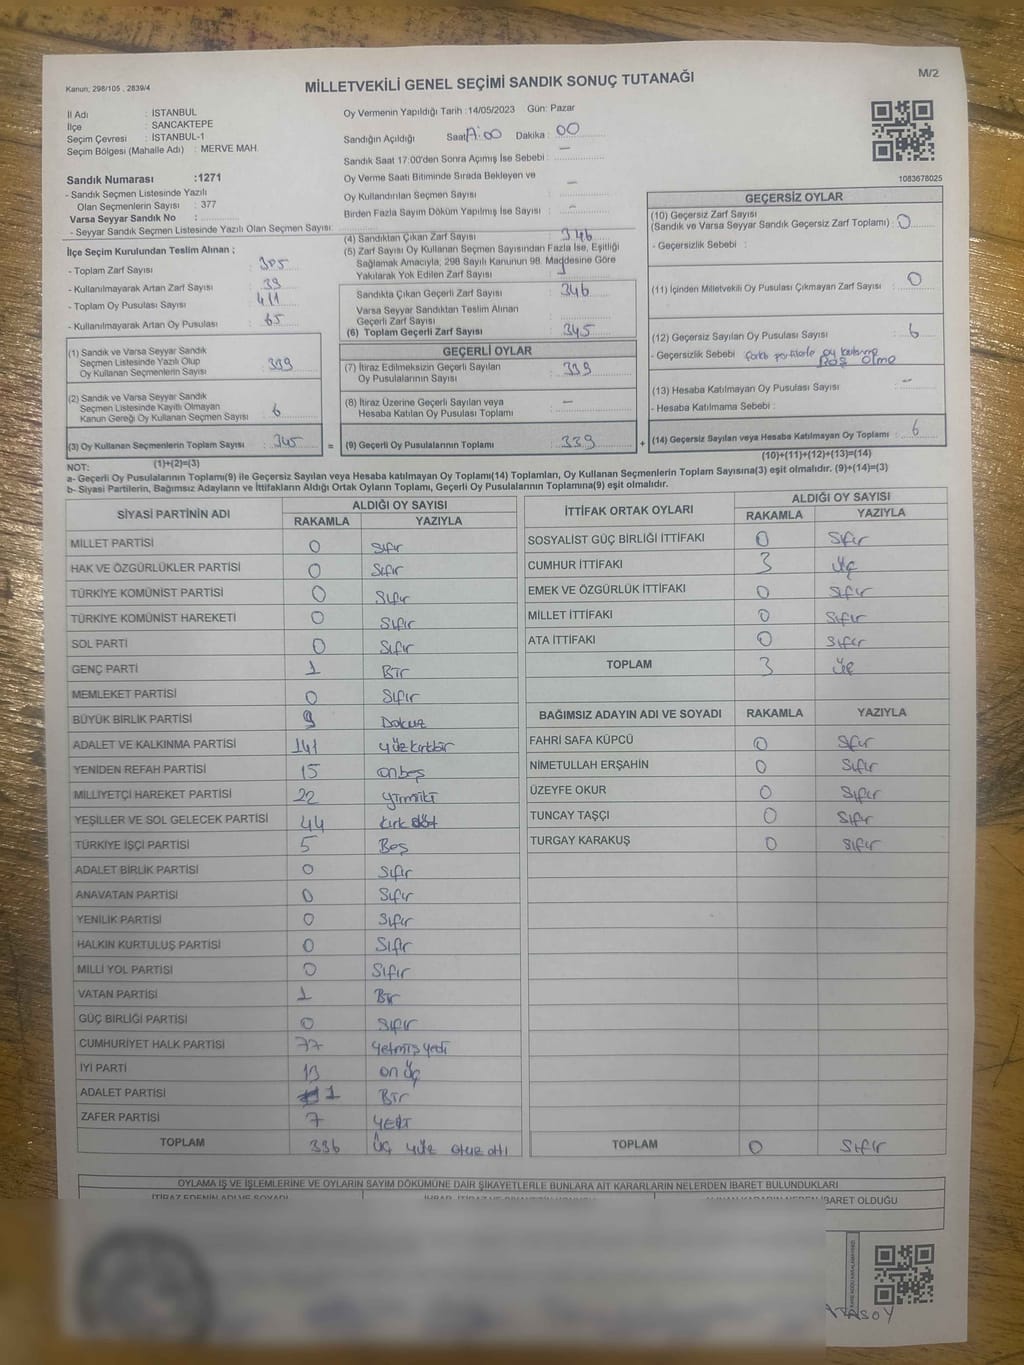 Kanun, 298/105 , 2839/4
MİLLETVEKİLİ GENEL SEÇİMİ SANDIK SONUÇ TUTANAĞI
M/2
İl Adı : İSTANBUL
İlçe : SANCAKTEPE
Seçim Çevresi : İSTANBUL-1
Seçim Bölgesi (Mahalle Adı) : MERVE MAH.
Sandık Numarası :1271
- Sandık Seçmen Listesinde Yazılı
Olan Seçmenlerin Sayısı : 377
Varsa Seyyar Sandık No :
- Seyyar Sandık Listesinde Yazılı Olan Seçmen Sayısı:
Oy Vermenin Yapıldığı Tarih :14/05/2023 Gün: Pazar
Sandığın Açıldığı Saat 17:00 Dakika : 00
Sandık Saat 17:00'den Sonra Açımış İse Sebebi : —
Oy Verme Saati Bitiminde Sırada Bekleyen ve
Oy Kullandırılan Seçmen Sayısı : —
Birden Fazla Sayım Döküm Yapılmış İse Sayısı : -
1083678025
İlçe Seçim Kurulundan Teslim Alınan ;
- Toplam Zarf Sayısı : 385
- Kullanılmayarak Artan Zarf Sayısı : 39
- Toplam Oy Pusulası Sayısı : 411
- Kullanılmayarak Artan Oy Pusulası : 65
(1) Sandık ve Varsa Seyyar Sandık
Seçmen Listesinde Yazılı Olup
Oy Kullanan Seçmenlerin Sayısı : 339
(2) Sandık ve Varsa Seyyar Sandık
Seçmen Listesinde Kayıtlı Olmayan
Kanun Gereği Oy Kullanan Seçmen Sayısı : 6
(3) Oy Kullanan Seçmenlerin Toplam Sayısı : 345
(1)+(2)=(3)
(4) Sandıktan Çıkan Zarf Sayısı : 346
(5) Zarf Sayısı Oy Kullanan Seçmen Sayısından Fazla İse, Eşitliği
Sağlamak Amacıyla, 298 Sayılı Kanunun 98. Maddesine Göre
Yakılarak Yok Edilen Zarf Sayısı : 1
Sandıkta Çıkan Geçerli Zarf Sayısı : 346
Varsa Seyyar Sandıktan Teslim Alınan
Geçerli Zarf Sayısı :
(6) Toplam Geçerli Zarf Sayısı : 345
GEÇERLİ OYLAR
(7) İtiraz Edilmeksizin Geçerli Sayılan
Oy Pusulalarının Sayısı : 339
(8) İtiraz Üzerine Geçerli Sayılan veya
Hesaba Katılan Oy Pusulası Toplamı : —
= (9) Geçerli Oy Pusulalarının Toplamı : 339 +
GEÇERSİZ OYLAR
(10) Geçersiz Zarf Sayısı
(Sandık ve Varsa Seyyar Sandık Geçersiz Zarf Toplamı) : 0
- Geçersizlik Sebebi :
(11) İçinden Milletvekili Oy Pusulası Çıkmayan Zarf Sayısı : 0
(12) Geçersiz Sayılan Oy Pusulası Sayısı : 6
- Geçersizlik Sebebi : farklı partilerle oy
Boş olma
(13) Hesaba Katılmayan Oy Pusulası Sayısı : —
- Hesaba Katılmama Sebebi :
(14) Geçersiz Sayılan veya Hesaba Katılmayan Oy Toplamı : 6
(10)+(11)+(12)+(13)=(14)
NOT:
a- Geçerli Oy Pusulalarının Toplamı(9) ile Geçersiz Sayılan veya Hesaba katılmayan Oy Toplamı(14) Toplamları, Oy Kullanan Seçmenlerin Toplam Sayısına(3) eşit olmalıdır. (9)+(14)=(3)
b- Siyasi Partilerin, Bağımsız Adayların ve İttifakların Aldığı Ortak Oyların Toplamı, Geçerli Oy Pusulalarının Toplamına(9) eşit olmalıdır.
SİYASİ PARTİNİN ADI ALDIĞI OY SAYISI
RAKAMLA YAZIYLA
MİLLET PARTİSİ 0 sıfır
HAK VE ÖZGÜRLÜKLER PARTİSİ 0 sıfır
TÜRKİYE KOMÜNİST PARTİSİ 0 sıfır
TÜRKİYE KOMÜNİST HAREKETİ 0 sıfır
SOL PARTİ 0 sıfır
GENÇ PARTİ 1 BİR
MEMLEKET PARTİSİ 0 sıfır
BÜYÜK BİRLİK PARTİSİ 9 Dokuz
ADALET VE KALKINMA PARTİSİ 141 yüzkırkbir
YENİDEN REFAH PARTİSİ 15 onbeş
MİLLİYETÇİ HAREKET PARTİSİ 22 yirmiiki
YEŞİLLER VE SOL GELECEK PARTİSİ 44 kırk dört
TÜRKİYE İŞÇİ PARTİSİ 5 Beş
ADALET BİRLİK PARTİSİ 0 sıfır
ANAVATAN PARTİSİ 0 sıfır
YENİLİK PARTİSİ 0 sıfır
HALKIN KURTULUŞ PARTİSİ 0 sıfır
MİLLİ YOL PARTİSİ 0 sıfır
VATAN PARTİSİ 1 BİR
GÜÇ BİRLİĞİ PARTİSİ 0 sıfır
CUMHURİYET HALK PARTİSİ 77 yetmiş yedi
İYİ PARTİ 13 on üç
ADALET PARTİSİ 1 BİR
ZAFER PARTİSİ 7 YEDİ
TOPLAM 336 üç yüz otuz altı
İTTİFAK ORTAK OYLARI ALDIĞI OY SAYISI
RAKAMLA YAZIYLA
SOSYALİST GÜÇ BİRLİĞİ İTTİFAKI 0 sıfır
CUMHUR İTTİFAKI 3 üç
EMEK VE ÖZGÜRLÜK İTTİFAKI 0 sıfır
MİLLET İTTİFAKI 0 sıfır
ATA İTTİFAKI 0 sıfır
TOPLAM 3 üç
BAĞIMSIZ ADAYIN ADI VE SOYADI RAKAMLA YAZIYLA
FAHRİ SAFA KÜPCÜ 0 sıfır
NİMETULLAH ERŞAHİN 0 sıfır
ÜZEYFE OKUR 0 sıfır
TUNCAY TAŞÇI 0 sıfır
TURGAY KARAKUŞ 0 sıfır
TOPLAM 0 sıfır
OYLAMA İŞ VE İŞLEMLERİNE VE OYLARIN SAYIM DÖKÜMÜNE DAİR ŞİKAYETLERLE BUNLARA AİT KARARLARIN NELERDEN İBARET BULUNDUKLARI
İBARET OLDUĞU
ATASOY